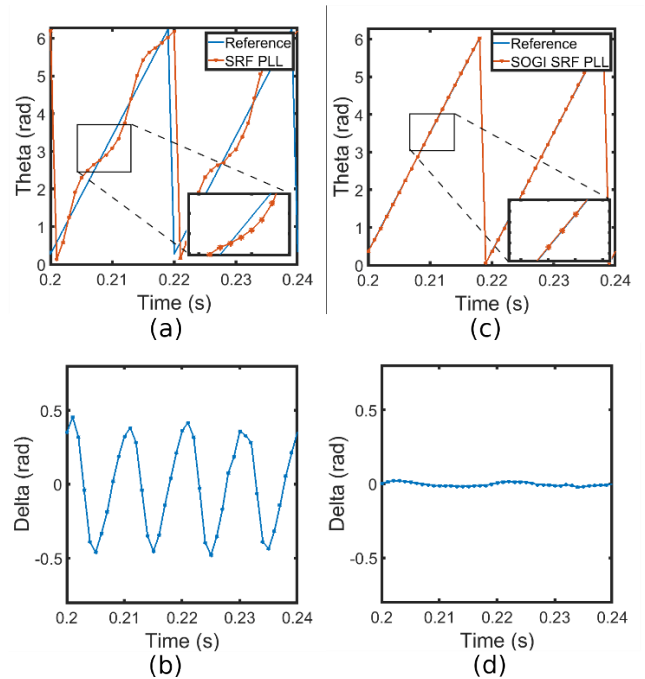 6
5
4
3
2
1
0
Theta (rad)
Reference
SRF PLL
0.2
0.21
0.22
0.23
0.24
Time (s)
(a)
6
5
4
3
2
1
0
Theta (rad)
Reference
SOGI SRF PLL
0.2
0.21
0.22
0.23
0.24
Time (s)
(c)
0.5
0
-0.5
Delta (rad)
0.2
0.21
0.22
0.23
0.24
Time (s)
(b)
0.5
0
-0.5
Delta (rad)
0.2
0.21
0.22
0.23
0.24
Time (s)
(d)